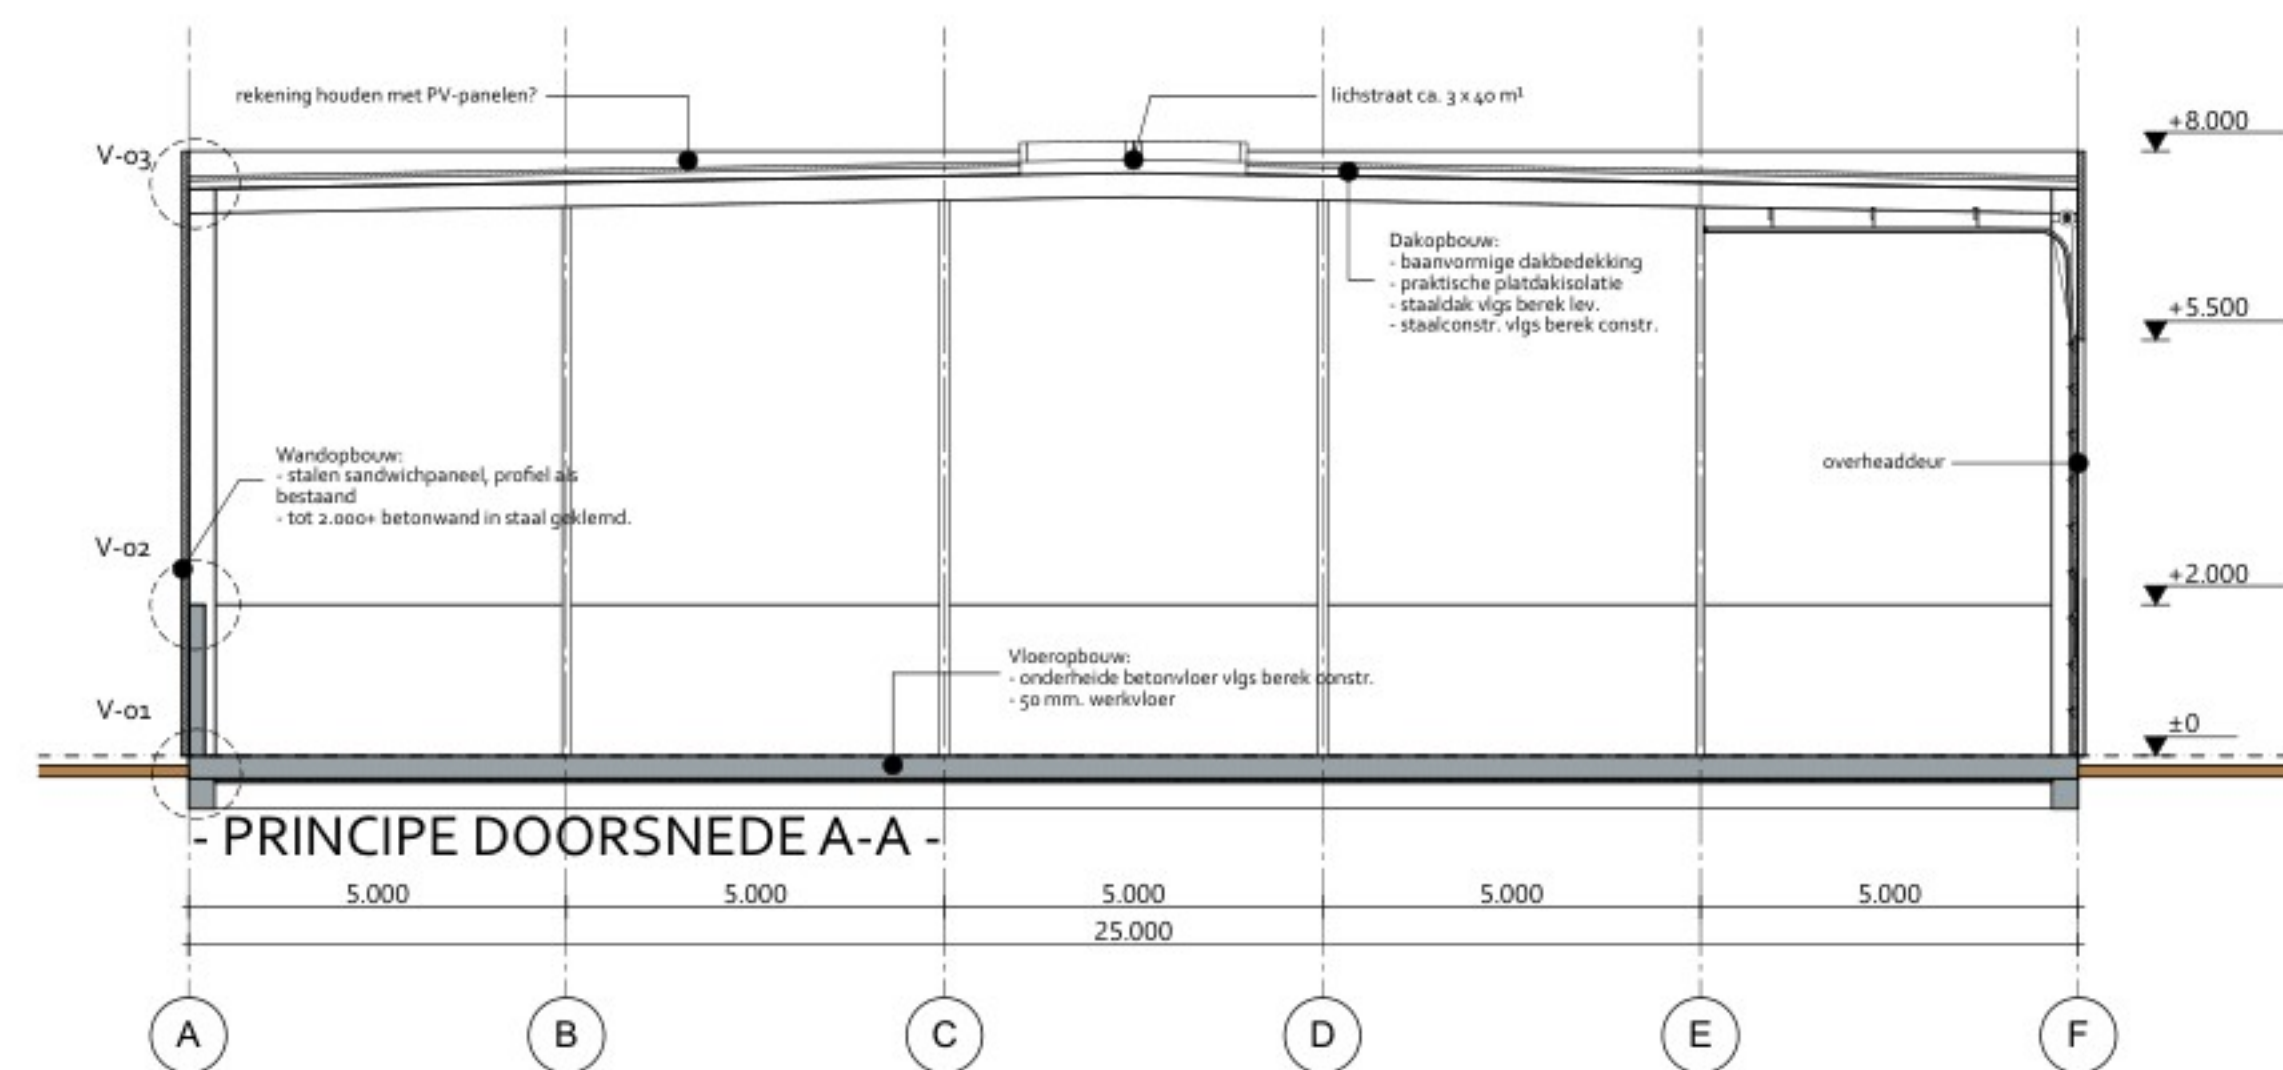 rekening houden met PV-panelen?
lichstraat ca. 3 x 40 m¹
+8.000
V-03
Dakopbouw:
- baanvormige dakbedekking
- praktische platdakisolatie
- staaldak vlgs berek lev.
- staalconstr. vlgs berek constr.
+5.500
Wandopbouw:
- stalen sandwichpaneel, profiel als
bestaand
- tot 2.000+ betonwand in staal geklemd.
overheaddeur
V-02
+2.000
Vloeropbouw:
- onderheide betonvloer vlgs berek constr.
- 50 mm. werkvloer
V-01
±0
- PRINCIPE DOORSNEDE A-A -
5.000 5.000 5.000 5.000 5.000
25.000
A B C D E F